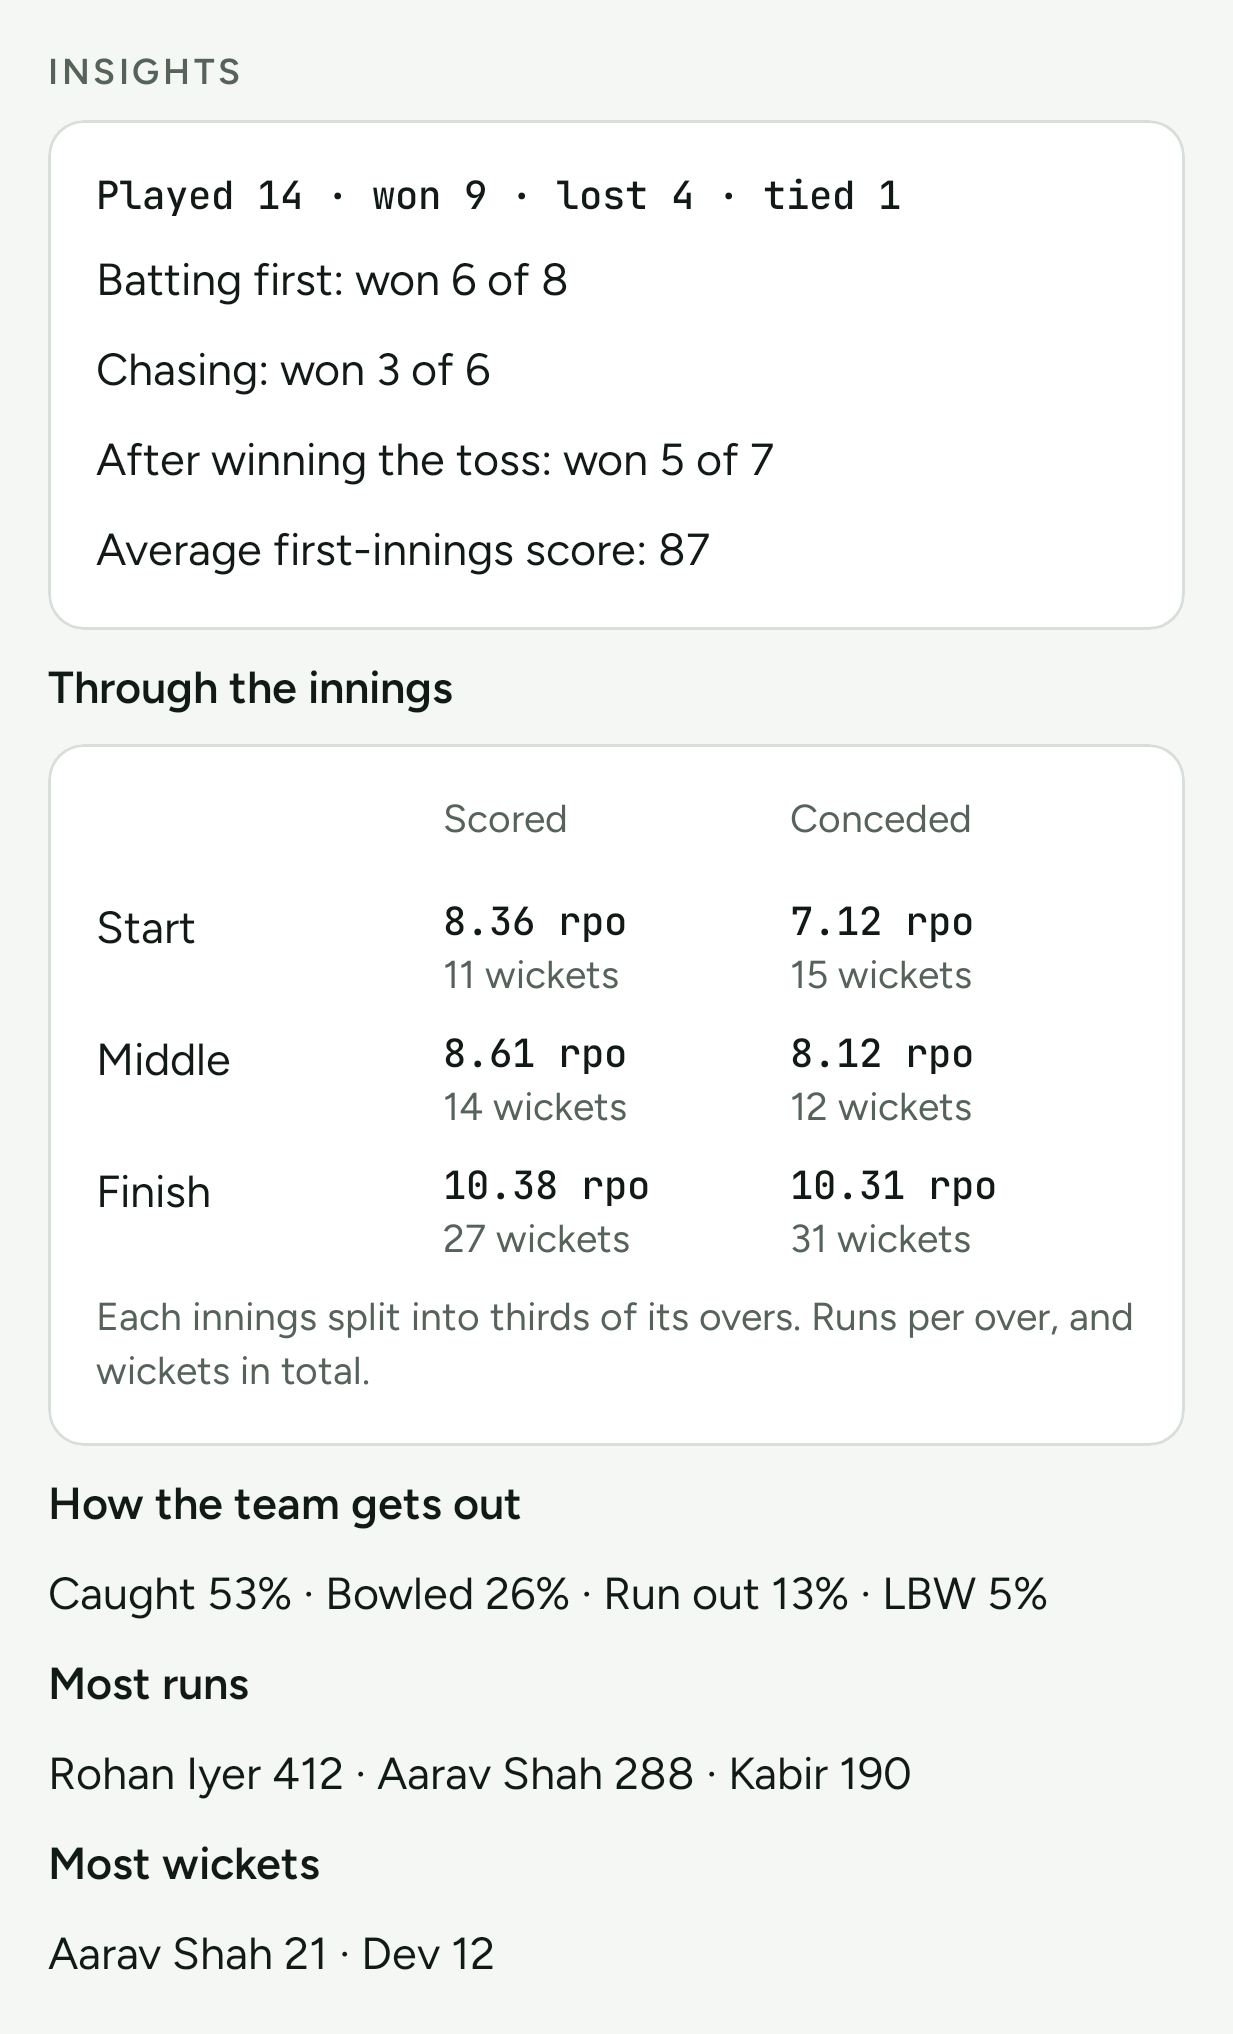 INSIGHTS
Played 14 · won 9 · lost 4 · tied 1
Batting first: won 6 of 8
Chasing: won 3 of 6
After winning the toss: won 5 of 7
Average first-innings score: 87
Through the innings
Scored Conceded
Start 8.36 rpo 7.12 rpo
11 wickets 15 wickets
Middle 8.61 rpo 8.12 rpo
14 wickets 12 wickets
Finish 10.38 rpo 10.31 rpo
27 wickets 31 wickets
Each innings split into thirds of its overs. Runs per over, and
wickets in total.
How the team gets out
Caught 53% · Bowled 26% · Run out 13% · LBW 5%
Most runs
Rohan Iyer 412 · Aarav Shah 288 · Kabir 190
Most wickets
Aarav Shah 21 · Dev 12